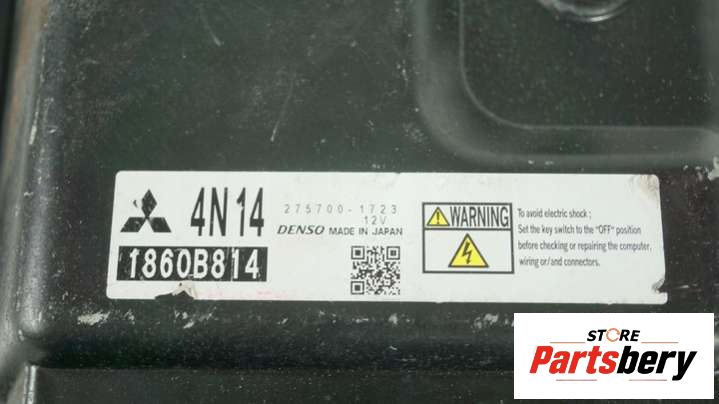 4N14
1860B814
275700-1723
12V
DENSO MADE IN JAPAN
WARNING
To avoid electric shock ;
Set the key switch to the "OFF" position
before checking or repairing the computer,
wiring or/and connectors.
STORE
Partsbery